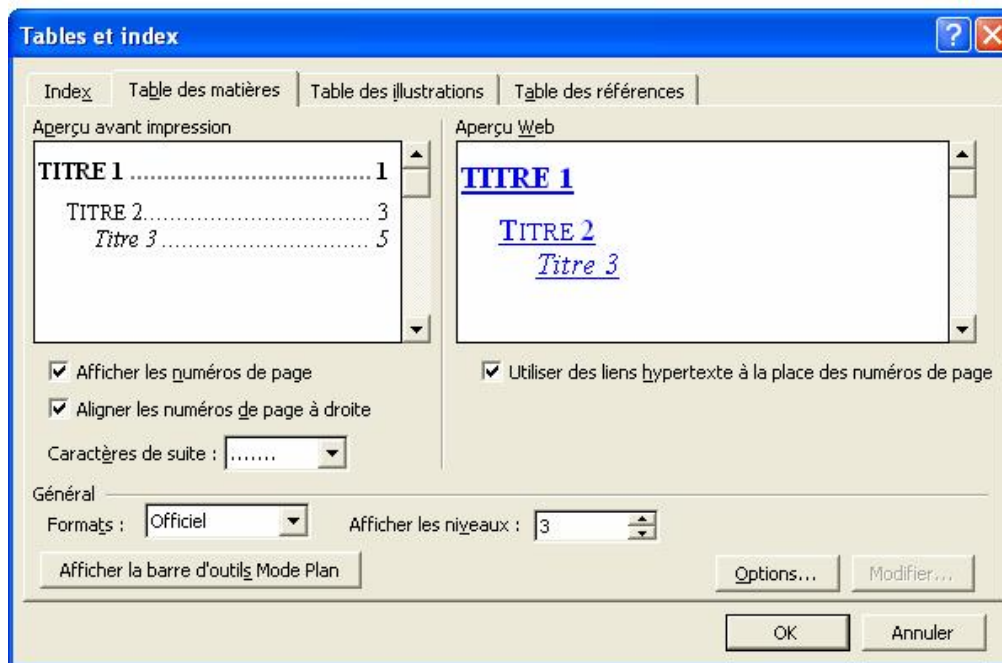 Tables et index
Index Table des matières Table des illustrations Table des références
Aperçu avant impression
TITRE 1 ........................................ 1
TITRE 2........................................ 3
Titre 3 ........................................ 5
Aperçu Web
TITRE 1
TITRE 2
Titre 3
Afficher les numéros de page
Aligner les numéros de page à droite
Caractères de suite : .......
Utiliser des liens hypertexte à la place des numéros de page
Général
Formats : Officiel Afficher les niveaux : 3
Afficher la barre d'outils Mode Plan Options... Modifier...
OK Annuler